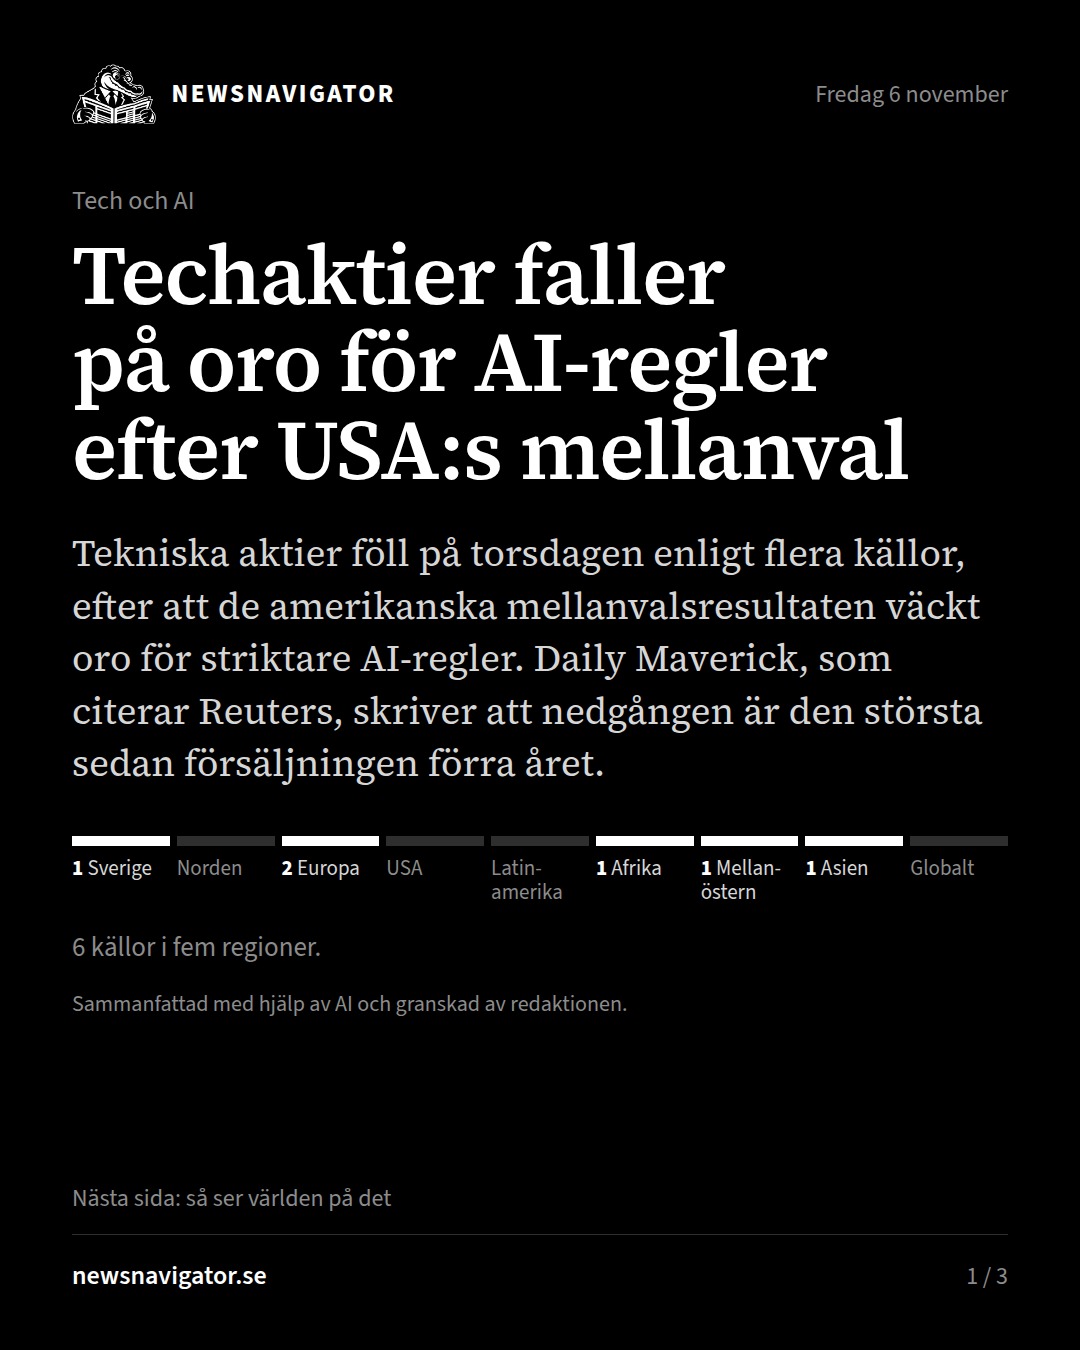 NEWSNAVIGATOR
Fredag 6 november
Tech och AI
Techaktier faller
på oro för AI-regler
efter USA:s mellanval
Tekniska aktier föll på torsdagen enligt flera källor,
efter att de amerikanska mellanvalsresultaten väckt
oro för striktare AI-regler. Daily Maverick, som
citerar Reuters, skriver att nedgången är den största
sedan försäljningen förra året.
1 Sverige
Norden
2 Europa
USA
Latin-
amerika
1 Afrika
1 Mellan-
östern
1 Asien
Globalt
6 källor i fem regioner.
Sammanfattad med hjälp av AI och granskad av redaktionen.
Nästa sida: så ser världen på det
newsnavigator.se
1 / 3